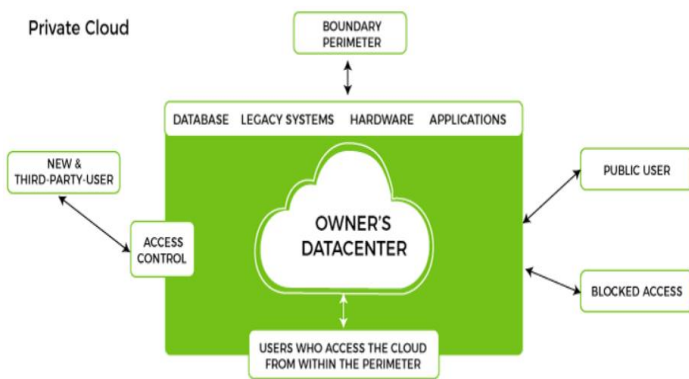 Private Cloud
BOUNDARY
PERIMETER
DATABASE LEGACY SYSTEMS HARDWARE APPLICATIONS
NEW &
THIRD-PARTY-USER
ACCESS
CONTROL
OWNER'S
DATACENTER
PUBLIC USER
BLOCKED ACCESS
USERS WHO ACCESS THE CLOUD
FROM WITHIN THE PERIMETER